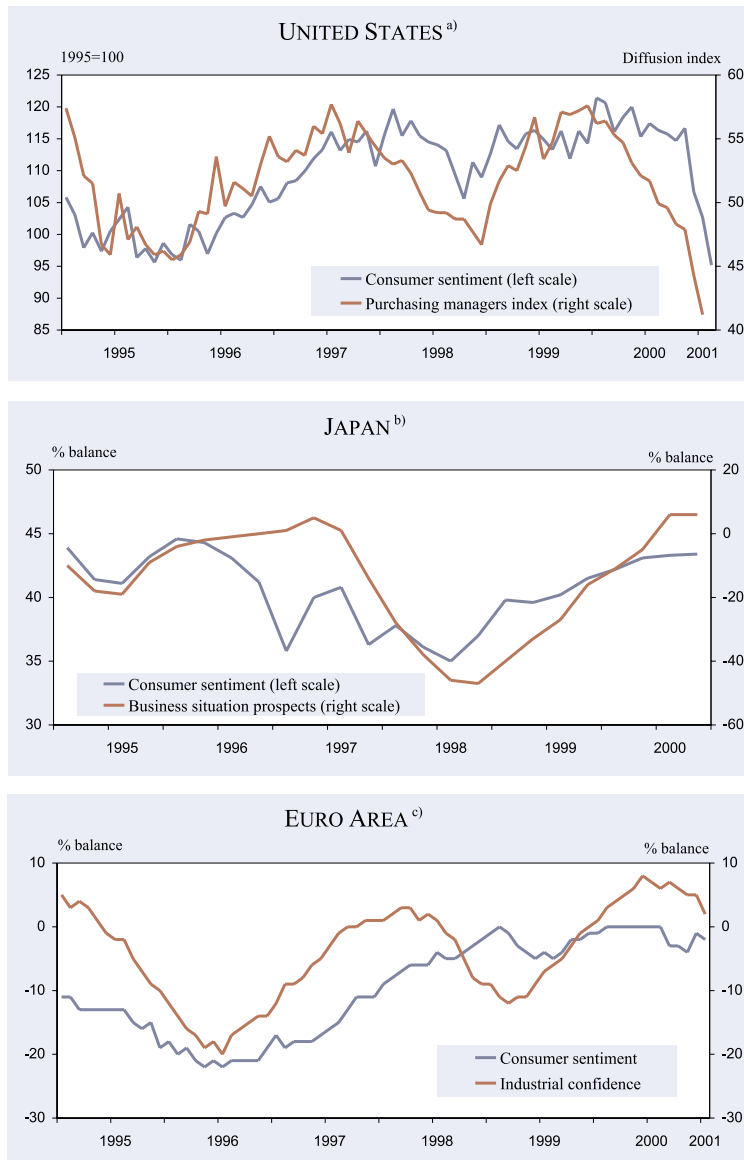 UNITED STATES a)
1995=100 Diffusion index
125 60
120
115 55
110
105 50
100
95 45
90
85 40
Consumer sentiment (left scale)
Purchasing managers index (right scale)
1995 1996 1997 1998 1999 2000 2001
JAPAN b)
% balance % balance
50 20
45 0
40 -20
35 -40
30 -60
Consumer sentiment (left scale)
Business situation prospects (right scale)
1995 1996 1997 1998 1999 2000
EURO AREA c)
% balance % balance
10 10
0 0
-10 -10
-20 -20
-30 -30
Consumer sentiment
Industrial confidence
1995 1996 1997 1998 1999 2000 2001